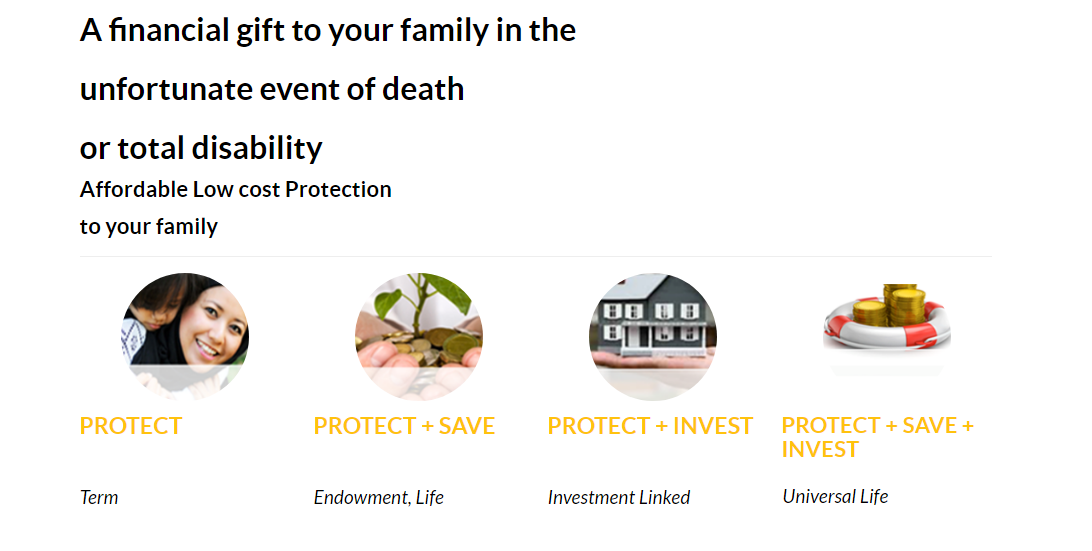 A financial gift to your family in the
unfortunate event of death
or total disability
Affordable Low cost Protection
to your family
PROTECT
Term
PROTECT + SAVE
Endowment, Life
PROTECT + INVEST
Investment Linked
PROTECT + SAVE +
INVEST
Universal Life